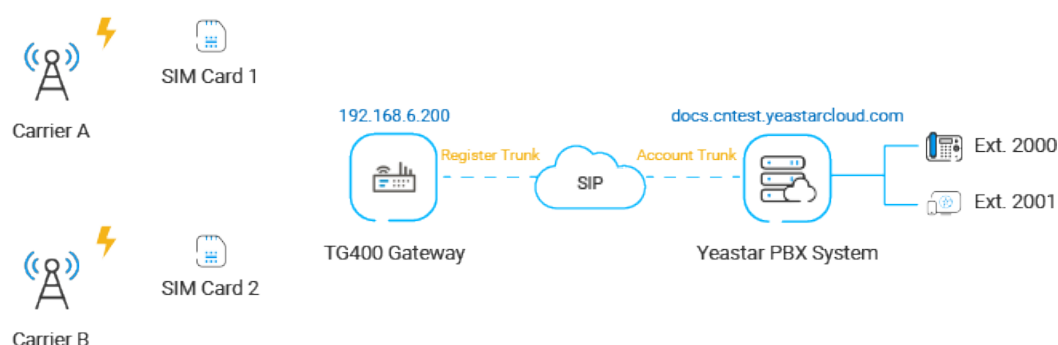 Carrier A
SIM Card 1
192.168.6.200
Register Trunk
TG400 Gateway
SIP
docs.cntest.yeastarcloud.com
Account Trunk
Yeastar PBX System
Ext. 2000
Ext. 2001
Carrier B
SIM Card 2